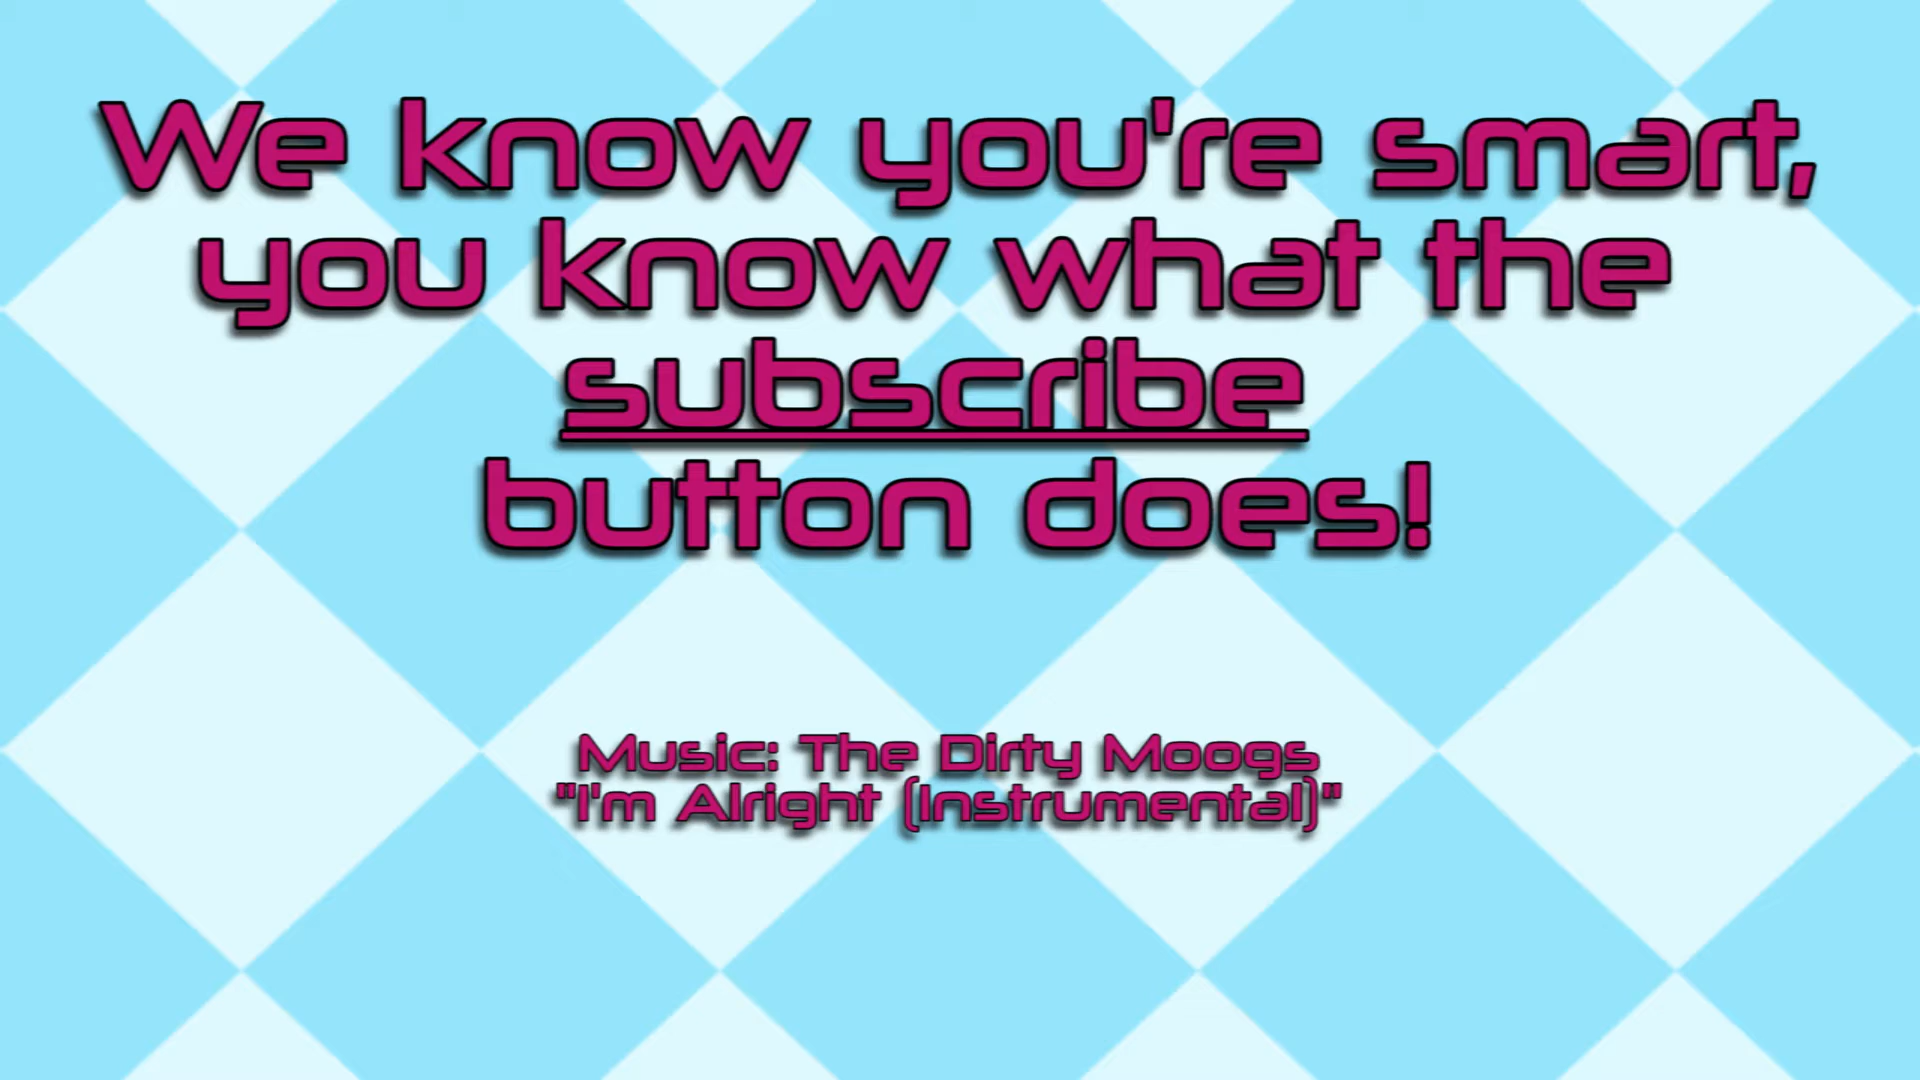 We know you're smart,
you know what the
subscribe
button does!
Music: The Dirty Moogs
"I'm Alright (Instrumental)"